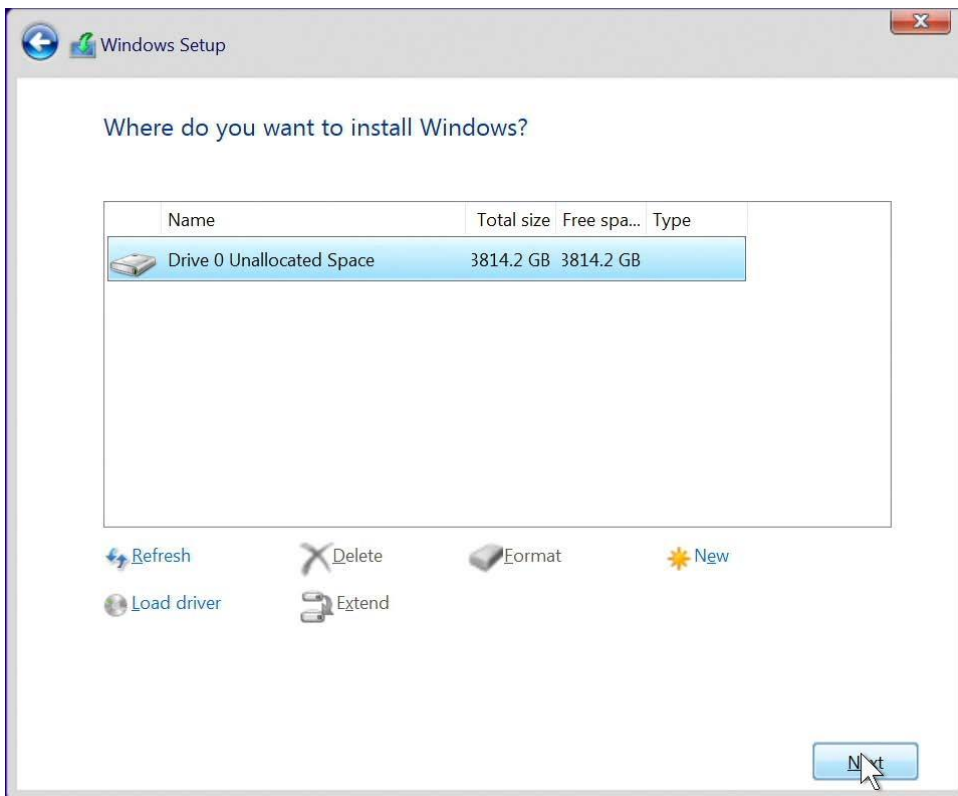 Windows Setup
Where do you want to install Windows?
Name Total size Free spa... Type
Drive 0 Unallocated Space 3814.2 GB 3814.2 GB
Refresh Delete Format New
Load driver Extend
Next